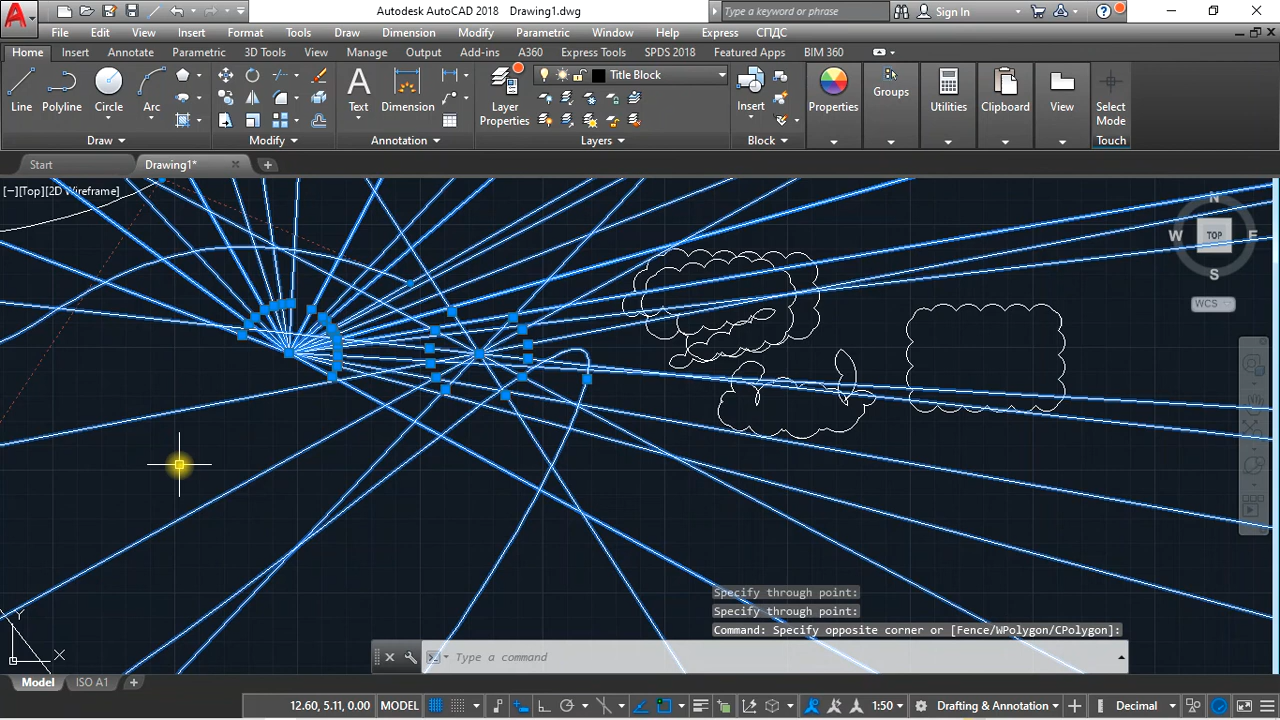 Autodesk AutoCAD 2018 Drawing1.dwg
Type a keyword or phrase
Sign In
File Edit View Insert Format Tools Draw Dimension Modify Parametric Window Help Express СПДС
Home Insert Annotate Parametric 3D Tools View Manage Output Add-ins A360 Express Tools SPDS 2018 Featured Apps BIM 360
Title Block
Line Polyline Circle Arc
Text Dimension
Layer
Properties
Insert
Properties
Groups
Utilities
Clipboard
View
Select
Mode
Draw Modify Annotation Layers Block Touch
Start Drawing1*
[−][Top][2D Wireframe]
N
W TOP E
S
WCS
Specify through point:
Specify through point:
Command: Specify opposite corner or [Fence/WPolygon/CPolygon]:
Y
X
Type a command
Model ISO A1
12.60, 5.11, 0.00 MODEL 1:50 Drafting & Annotation Decimal